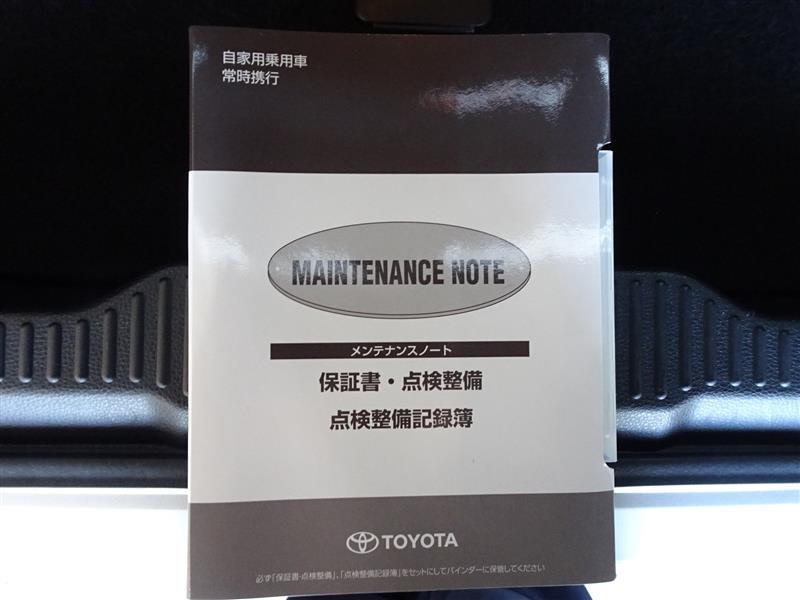 自家用乗用車
常時携行
MAINTENANCE NOTE
メンテナンスノート
保証書・点検整備
点検整備記録簿
TOYOTA
必ず「保証書・点検整備」、「点検整備記録簿」をセットにしてバインダーに保管してください